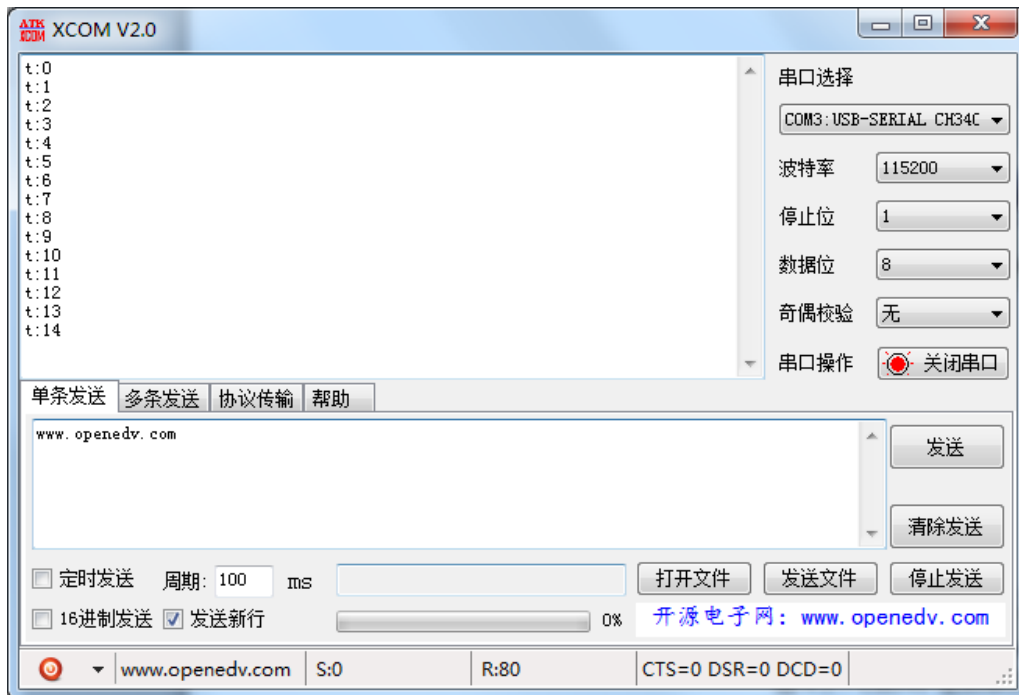 ATK XCOM XCOM V2.0
t:0
t:1
t:2
t:3
t:4
t:5
t:6
t:7
t:8
t:9
t:10
t:11
t:12
t:13
t:14
串口选择
COM3:USB-SERIAL CH34
波特率 115200
停止位 1
数据位 8
奇偶校验 无
串口操作 关闭串口
单条发送 多条发送 协议传输 帮助
www.openedv.com
发送
清除发送
定时发送 周期: 100 ms 打开文件 发送文件 停止发送
16进制发送 发送新行 0% 开源电子网: www.openedv.com
www.openedv.com S:0 R:80 CTS=0 DSR=0 DCD=0